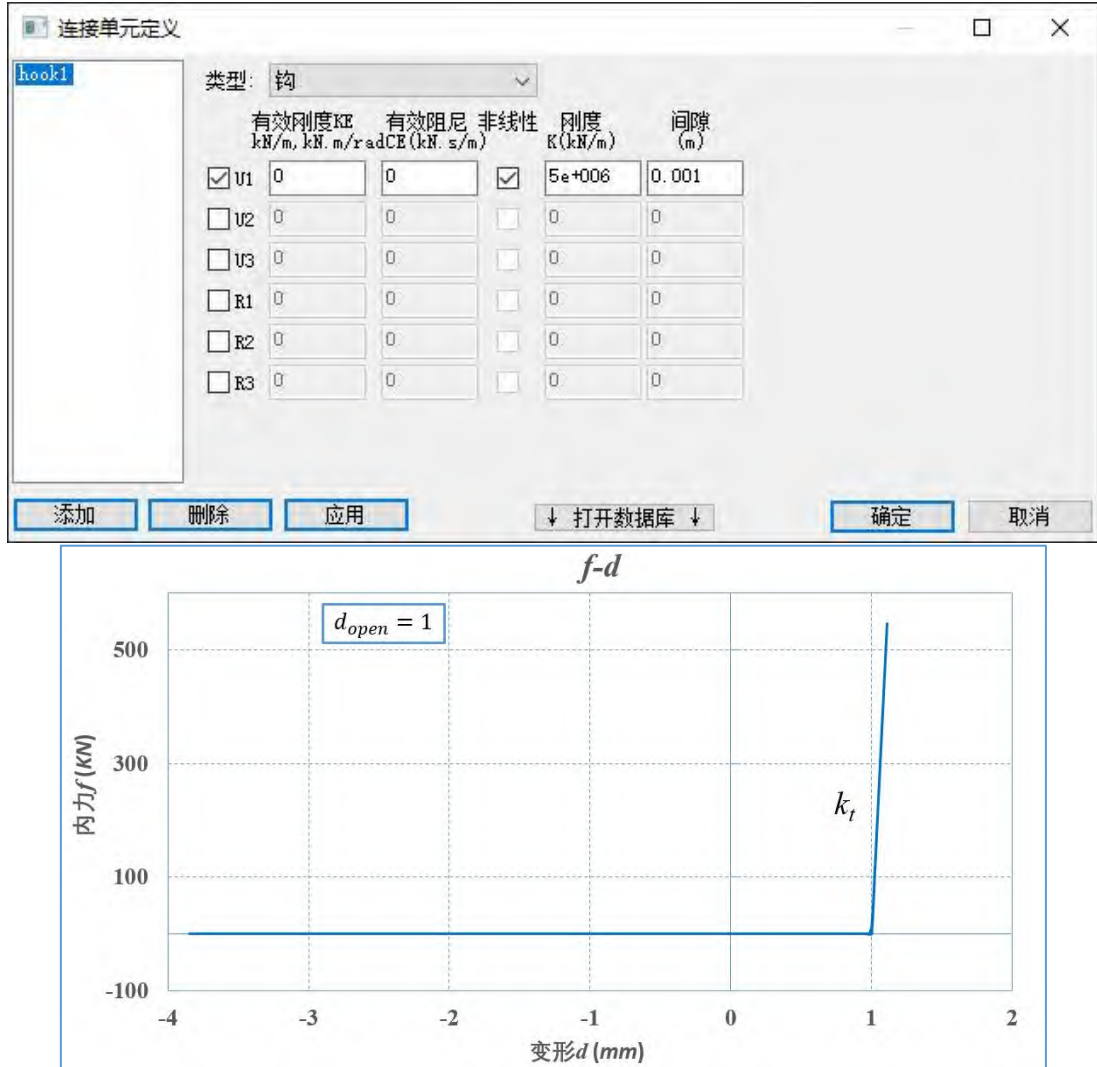 连接单元定义
hook1
类型: 钩
有效刚度KE 有效阻尼 非线性 刚度 间隙
kN/m,kN.m/radCE(kN.s/m) K(kN/m) (m)
U1 0 0 5e+006 0.001
U2 0 0 0 0
U3 0 0 0 0
R1 0 0 0 0
R2 0 0 0 0
R3 0 0 0 0
添加 删除 应用 ↓ 打开数据库 ↓ 确定 取消
f-d
d_open = 1
500
300
100
-100
内力f (KN)
k_t
-4 -3 -2 -1 0 1 2
变形d (mm)